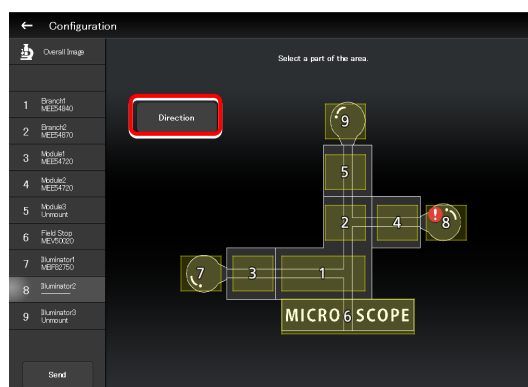 Configuration
Overall Image
Select a part of the area.
1 Branch1
MEE54840
2 Branch2
MEE54870
3 Module1
MEE54720
4 Module2
MEE54720
5 Module3
Unmount
6 Field Stop
MEV50020
7 Illuminator1
MBF82750
8 Illuminator2
9 Illuminator3
Unmount
Send
Direction
9
5
2
4
8
7
3
1
MICRO 6 SCOPE